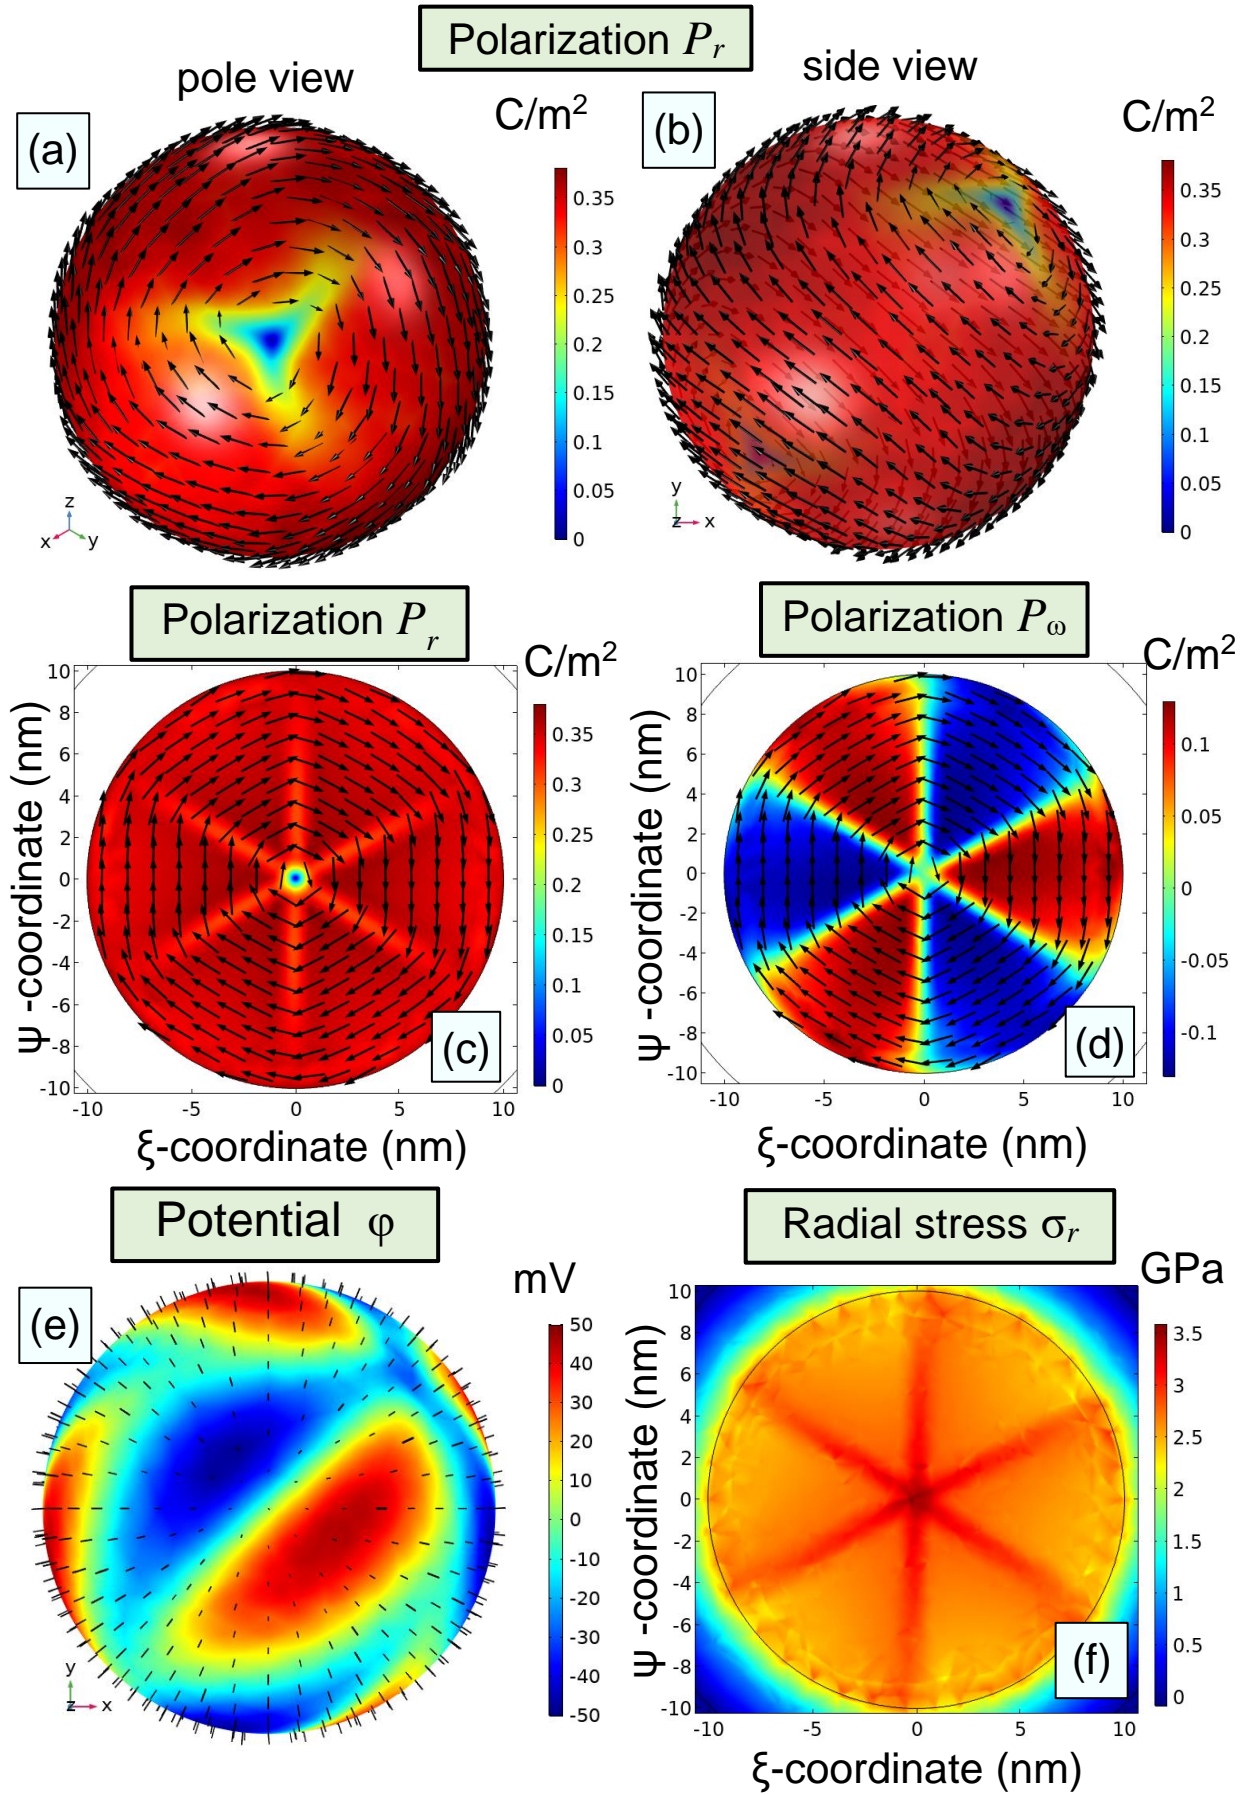 Polarization Pr
pole view
side view
(a)
C/m2
(b)
C/m2
0.35
0.3
0.25
0.2
0.15
0.1
0.05
0
z
x
y
0.35
0.3
0.25
0.2
0.15
0.1
0.05
0
y
z
x
Polarization Pr
C/m2
Ψ -coordinate (nm)
10
8
6
4
2
0
-2
-4
-6
-8
-10
-10
-5
0
5
10
ξ-coordinate (nm)
(c)
0.35
0.3
0.25
0.2
0.15
0.1
0.05
0
Polarization Pω
C/m2
Ψ -coordinate (nm)
10
8
6
4
2
0
-2
-4
-6
-8
-10
-10
-5
0
5
10
ξ-coordinate (nm)
(d)
0.1
0.05
0
-0.05
-0.1
Potential φ
(e)
mV
50
40
30
20
10
0
-10
-20
-30
-40
-50
y
z
x
Radial stress σr
GPa
Ψ -coordinate (nm)
10
8
6
4
2
0
-2
-4
-6
-8
-10
-10
-5
0
5
10
ξ-coordinate (nm)
(f)
3.5
3
2.5
2
1.5
1
0.5
0